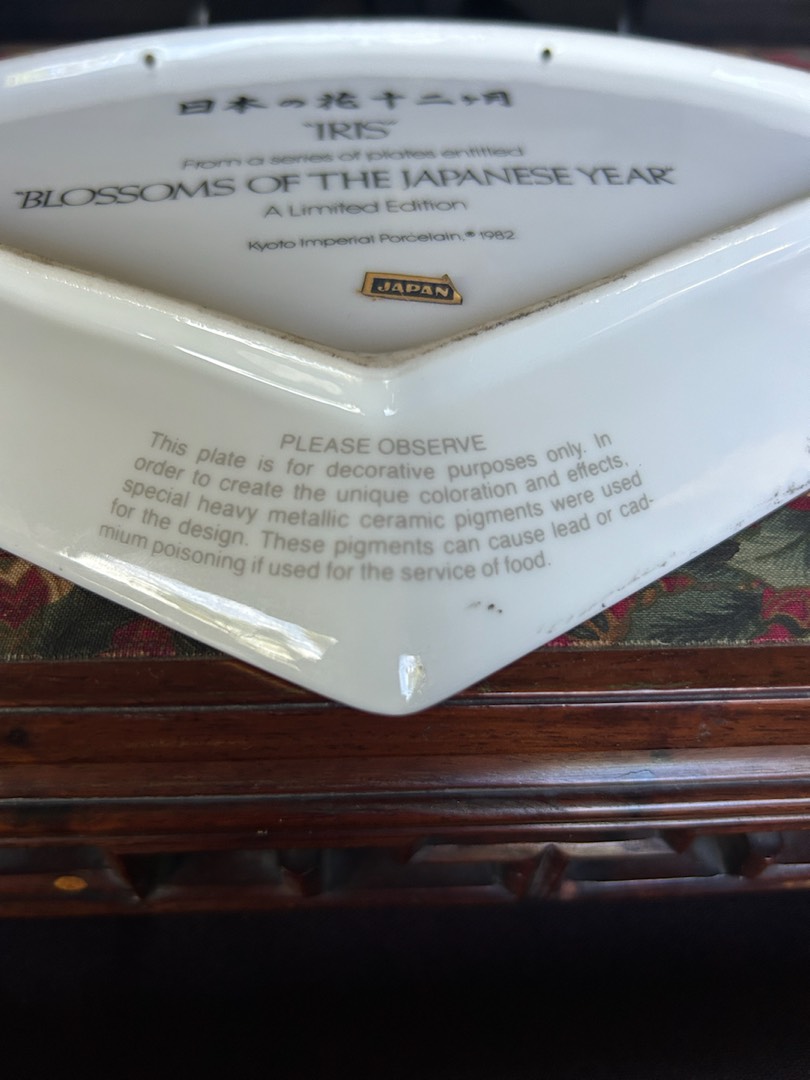 日本の花十二ヶ月
"IRIS"
From a series of plates entitled
"BLOSSOMS OF THE JAPANESE YEAR"
A Limited Edition
Kyoto Imperial Porcelain,® 1982
JAPAN
PLEASE OBSERVE
This plate is for decorative purposes only. In
order to create the unique coloration and effects,
special heavy metallic ceramic pigments were used
for the design. These pigments can cause lead or cad-
mium poisoning if used for the service of food.